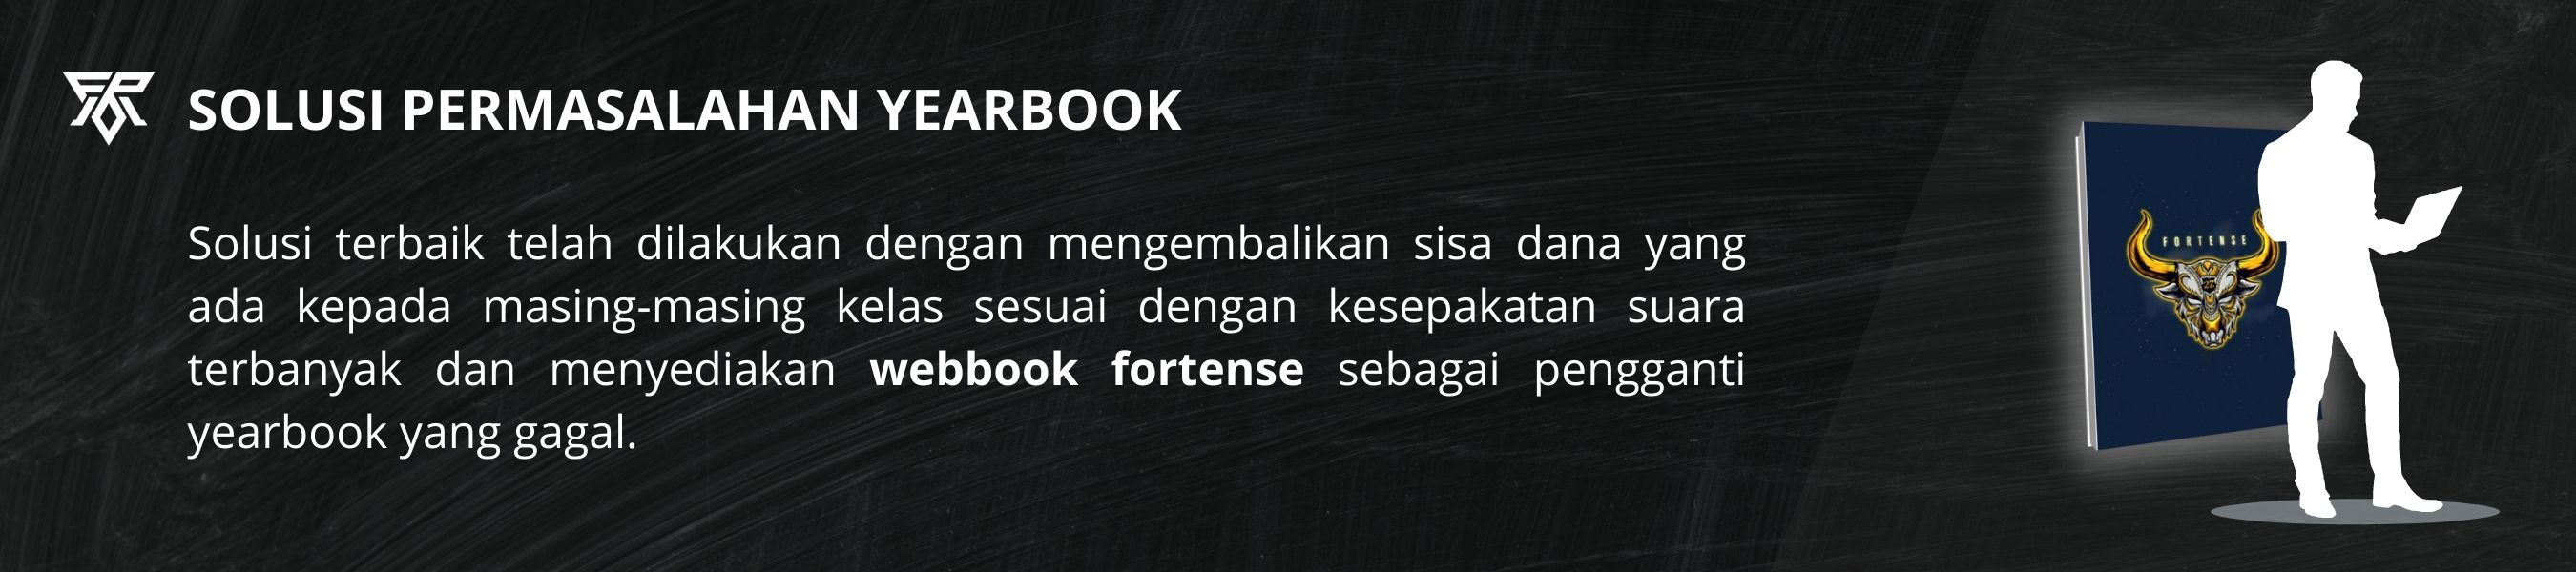 SOLUSI PERMASALAHAN YEARBOOK
Solusi terbaik telah dilakukan dengan mengembalikan sisa dana yang
ada kepada masing-masing kelas sesuai dengan kesepakatan suara
terbanyak dan menyediakan webbook fortense sebagai pengganti
yearbook yang gagal.
FORTENSE